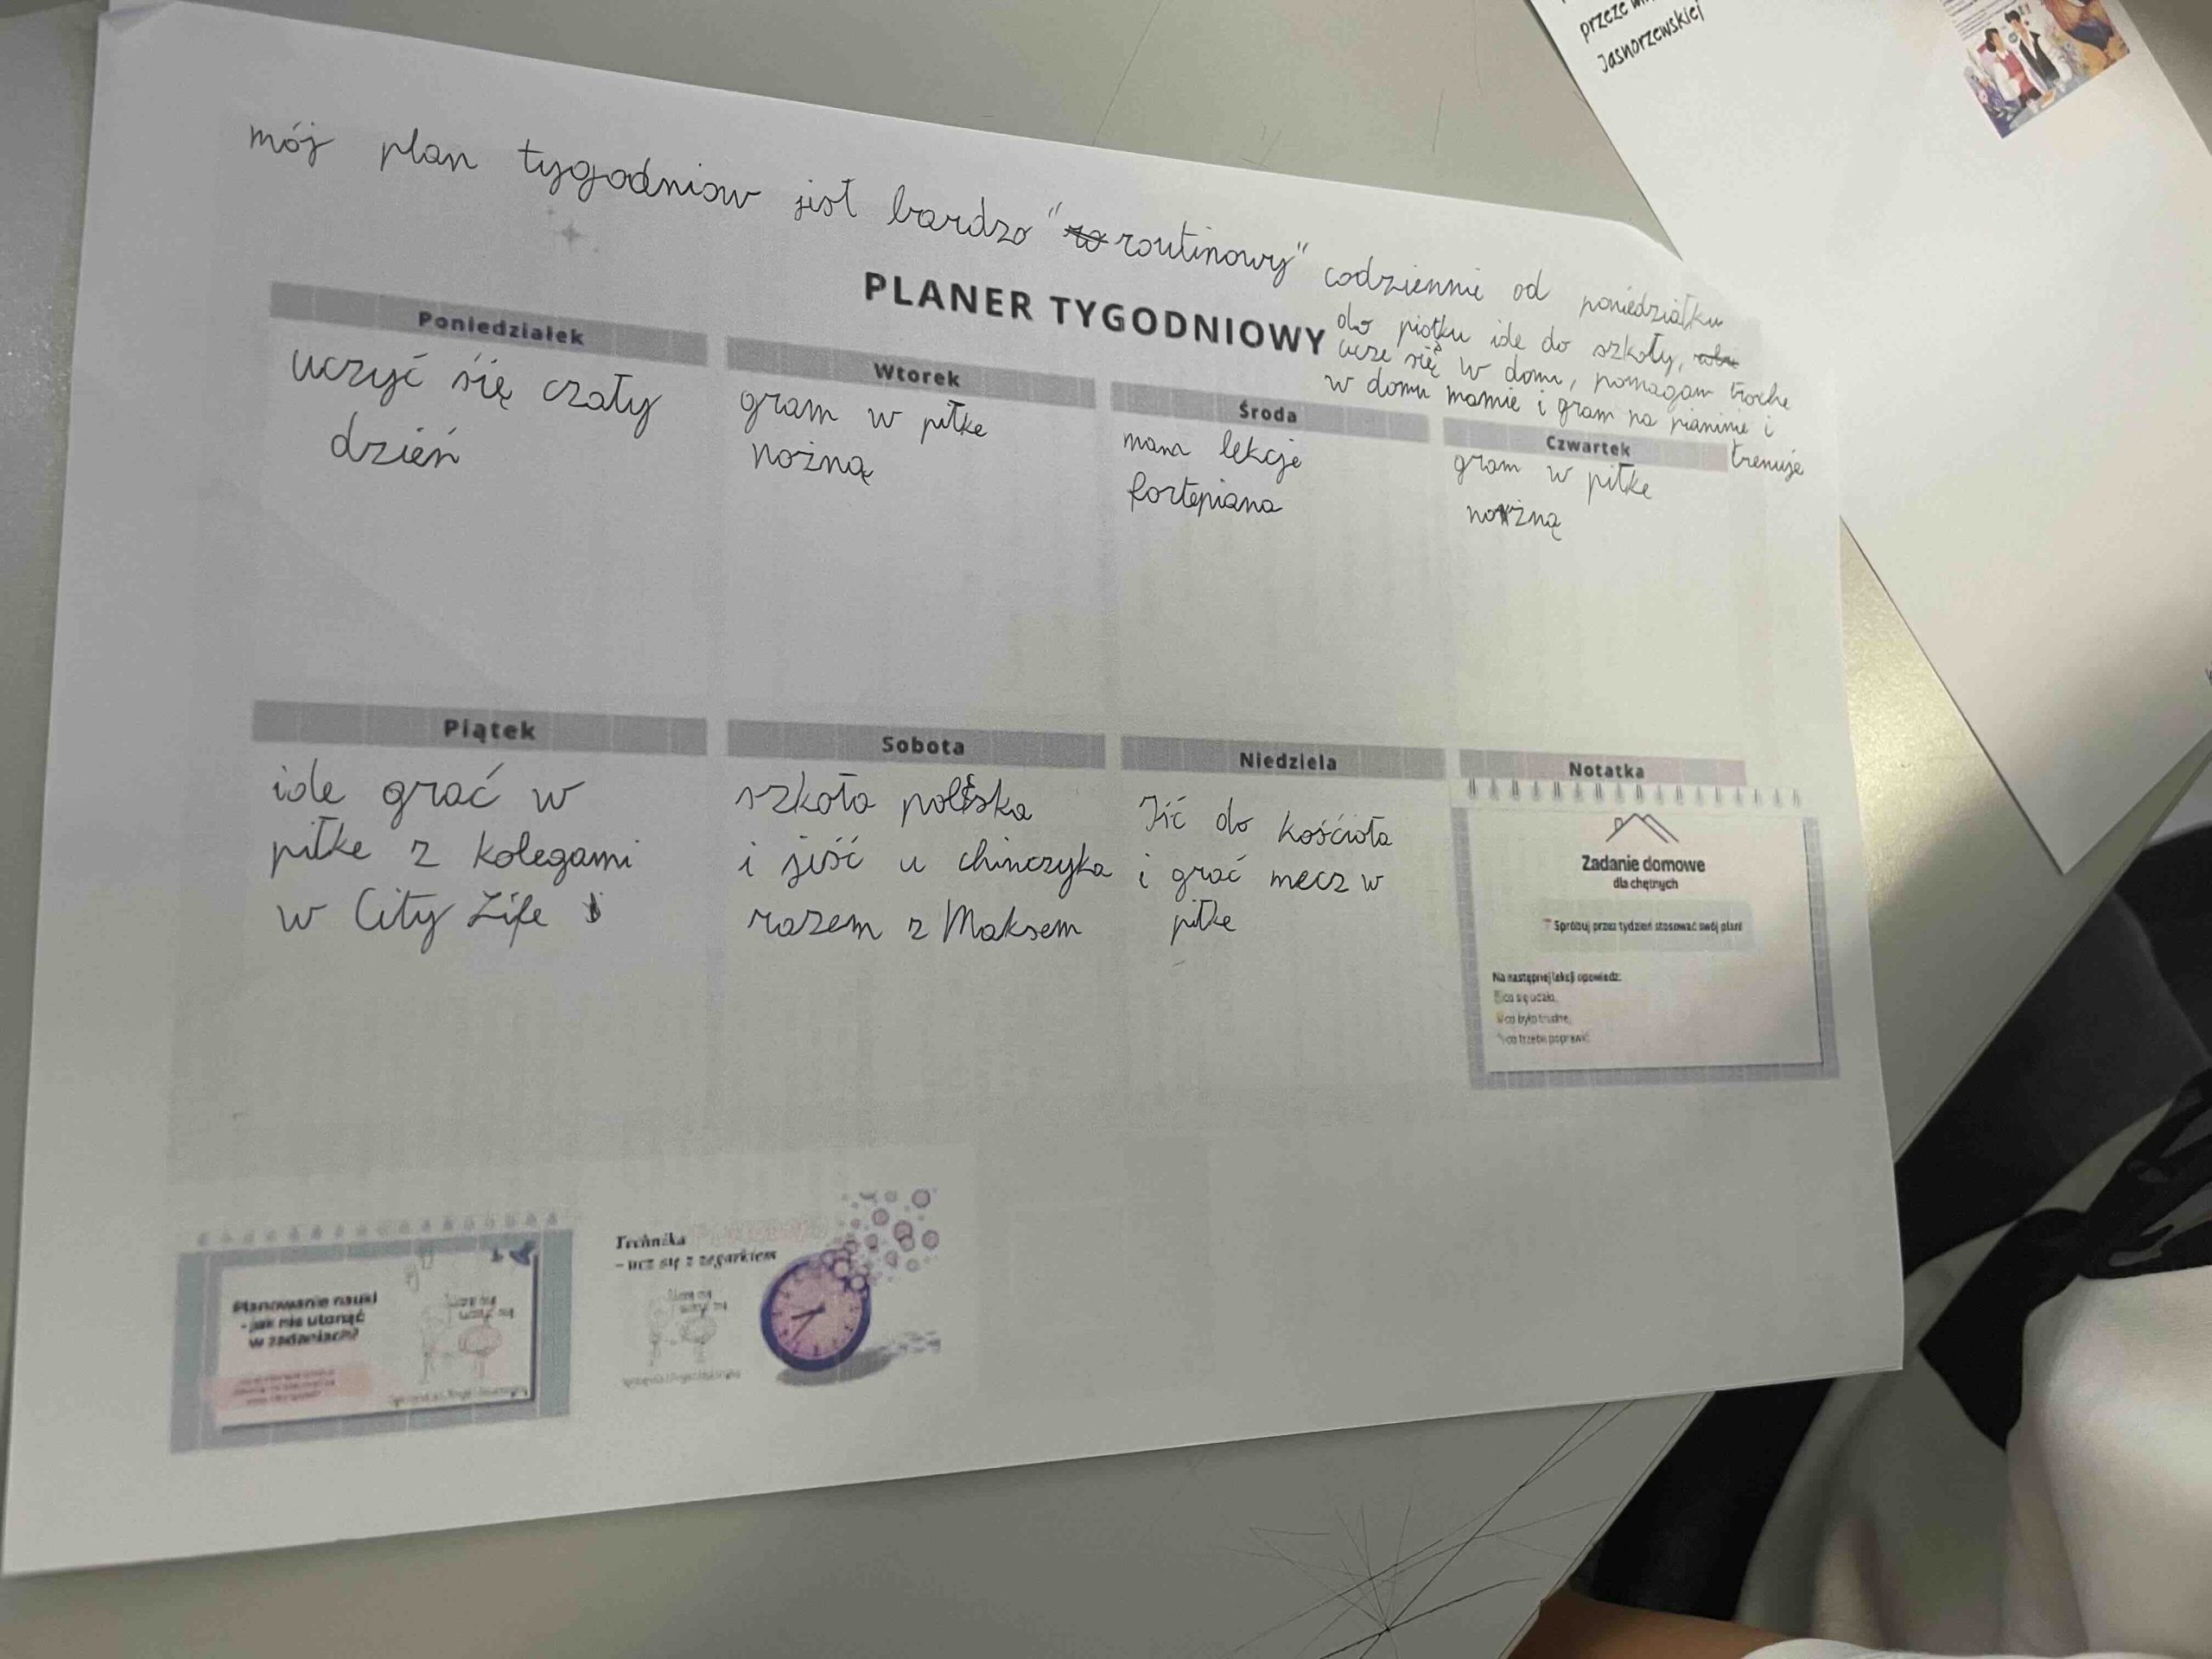 przeze
Jasnorzewskiej
mój plan tygodniow jest bardzo "routinowy" codziennie od poniedziałku
do piątku ide do szkoły,
ucze się w domu, pomagam troche
w domu mamie i gram na pianinie i
trenuje
PLANER TYGODNIOWY
Poniedziałek
uczyć śię czały
dzień
Wtorek
gram w piłke
nożną
Środa
mam lekcje
fortepiana
Czwartek
gram w piłke
nożną
Piątek
ide grać w
piłke z kolegami
w City Life
Sobota
szkoła polska
i jeść u chinczyka
razem z Maksem
Niedziela
Iić do kościoła
i grać mecz w
piłke
Notatka
Zadanie domowe
dla chętnych
Spróbuj przez tydzień stosować swój plan!
Na następnej lekcji opowiedz:
co się udało,
co było trudne,
co trzeba poprawić.
Planowanie nauki
- jak nie utonąć
w zadaniach?
Technika
– ucz się z zegarkiem